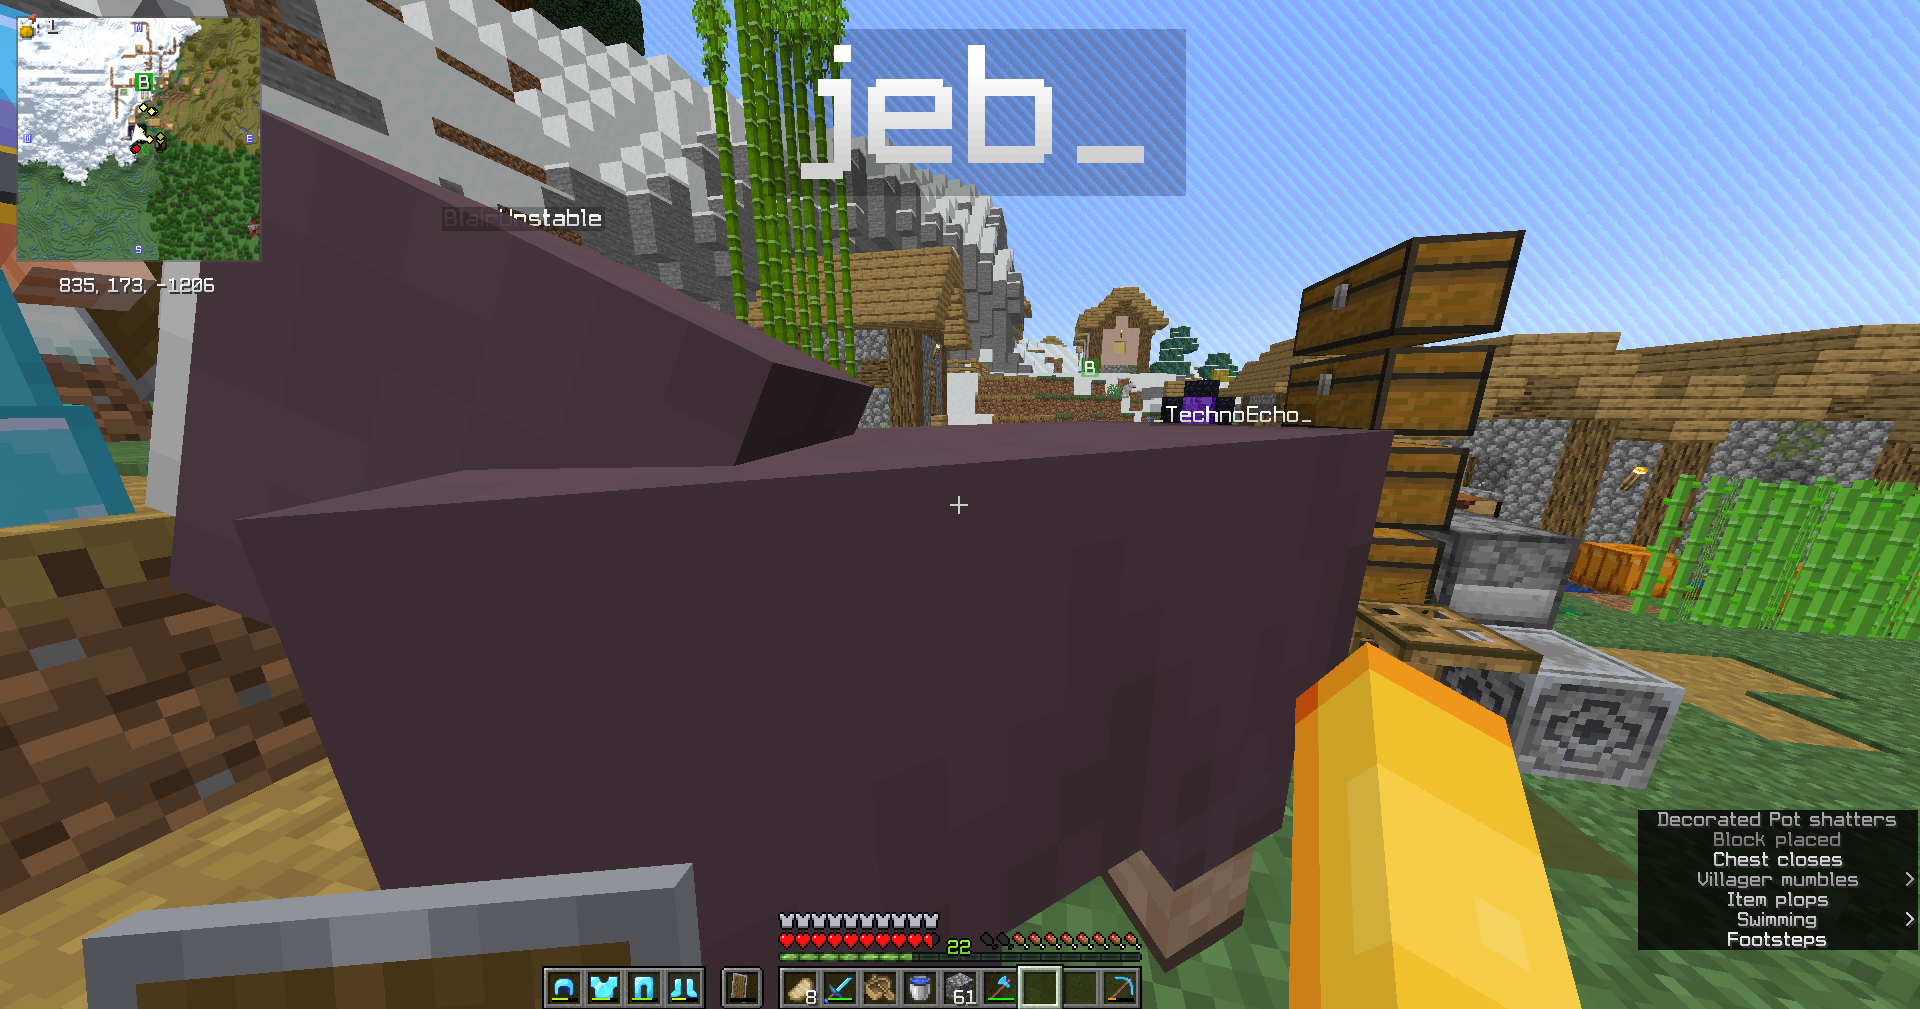 N
B
W
E
S
835, 173, -1206
jeb_
BlairUnstable
B
_TechnoEcho_
Decorated Pot shatters
Block placed
Chest closes
Villager mumbles >
Item plops
Swimming >
Footsteps
22
8
61